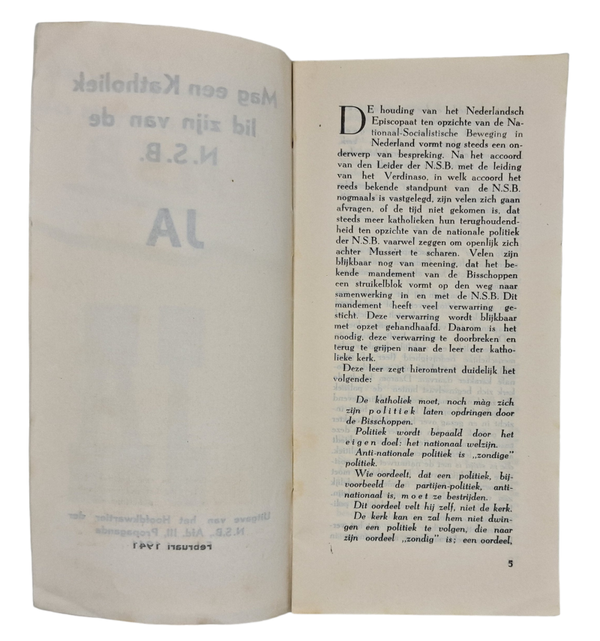 Mag een Katholiek
lid zijn van de
N.S.B.
JA
Uitgave van het Hoofdkwartier der
N.S.B., Afd. III, Propaganda
Februari 1941
DE houding van het Nederlandsch
Episcopaat ten opzichte van de Na-
tionaal-Socialistische Beweging in
Nederland vormt nog steeds een on-
derwerp van bespreking. Na het accoord
van den Leider der N.S.B. met de leiding
van het Verdinaso, in welk accoord het
reeds bekende standpunt van de N.S.B.
nogmaals is vastgelegd, zijn velen zich gaan
afvragen, of de tijd niet gekomen is, dat
steeds meer katholieken hun terughoudend-
heid ten opzichte van de nationale politiek
der N.S.B. vaarwel zeggen om openlijk zich
achter Mussert te scharen. Velen zijn
blijkbaar nog van meening, dat het be-
kende mandement van de Bisschoppen
een struikelblok vormt op den weg naar
samenwerking in en met de N.S.B. Dit
mandement heeft veel verwarring ge-
sticht. Deze verwarring wordt blijkbaar
met opzet gehandhaafd. Daarom is het
noodig, deze verwarring te doorbreken en
terug te grijpen naar de leer der katho-
lieke kerk.
Deze leer zegt hieromtrent duidelijk het
volgende:
De katholiek moet, noch màg zich
zijn politiek laten opdringen door
de Bisschoppen.
Politiek wordt bepaald door het
eigen doel: het nationaal welzijn.
Anti-nationale politiek is „zondige"
politiek.
Wie oordeelt, dat een politiek, bij-
voorbeeld de partijen-politiek, anti-
nationaal is, moet ze bestrijden.
Dit oordeel velt hij zelf, niet de kerk.
De kerk kan en zal hem niet dwin-
gen een politiek te volgen, die naar
zijn oordeel „zondig" is; een oordeel,
5